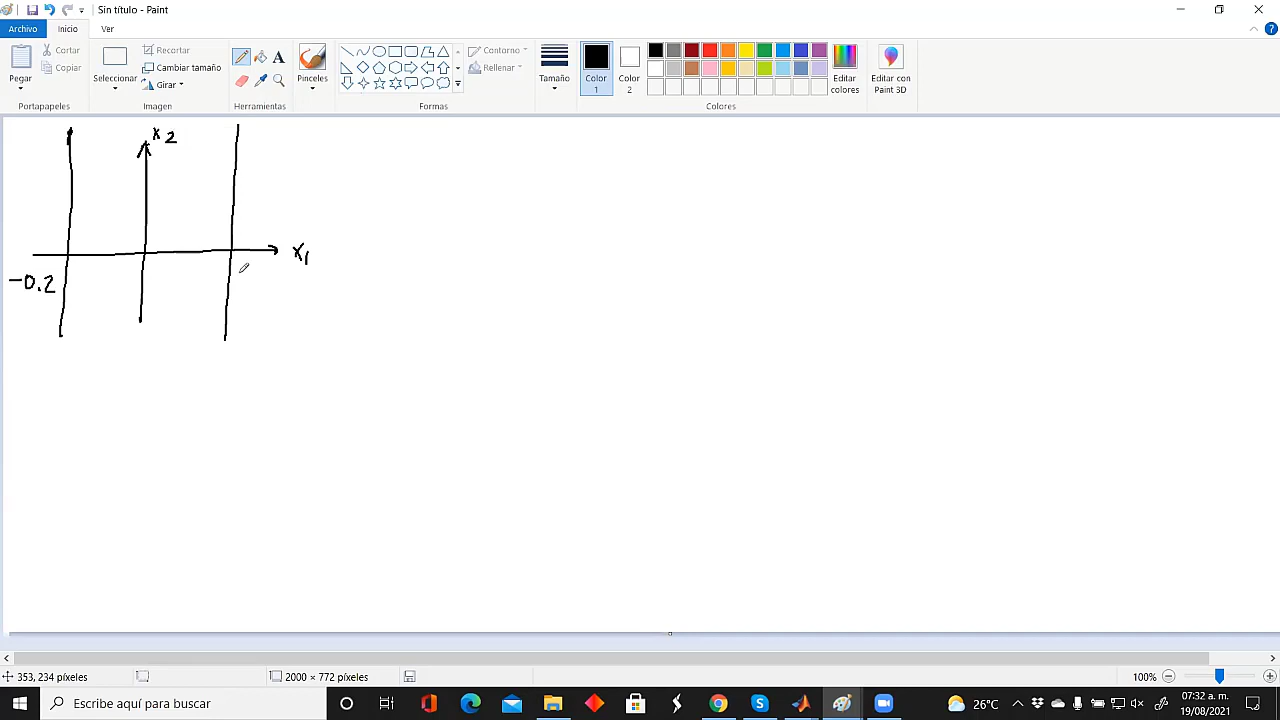 Sin título - Paint
Archivo Inicio Ver
Pegar
Cortar
Copiar
Portapapeles
Seleccionar
Recortar
Cambiar tamaño
Girar
Imagen
A
Herramientas
Pinceles
Contorno
Rellenar
Formas
Tamaño
Color 1
Color 2
Editar colores
Colores
Editar con Paint 3D
x2
x1
-0.2
353, 234 píxeles
2000 × 772 píxeles
100%
Escribe aquí para buscar
26°C
07:32 a. m.
19/08/2021